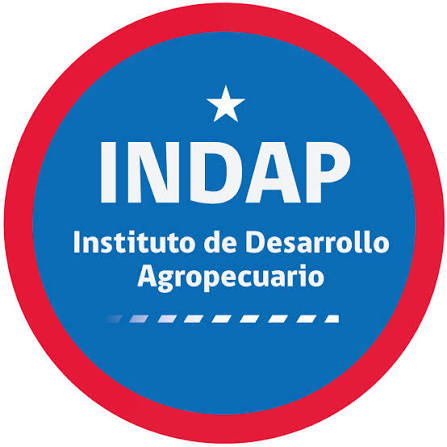 INDAP
Instituto de Desarrollo
Agropecuario